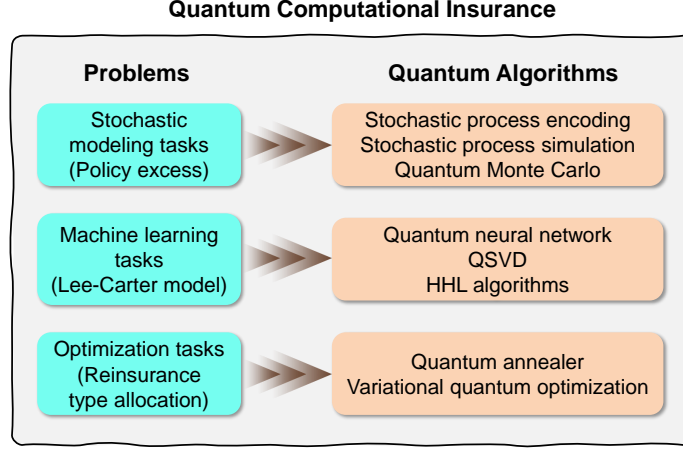 Quantum Computational Insurance
Problems
Quantum Algorithms
Stochastic
modeling tasks
(Policy excess)
Stochastic process encoding
Stochastic process simulation
Quantum Monte Carlo
Machine learning
tasks
(Lee-Carter model)
Quantum neural network
QSVD
HHL algorithms
Optimization tasks
(Reinsurance
type allocation)
Quantum annealer
Variational quantum optimization